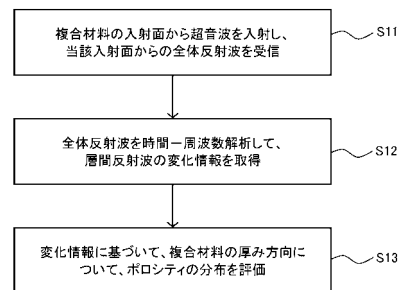 複合材料の入射面から超音波を入射し、
当該入射面からの全体反射波を受信
S11
全体反射波を時間－周波数解析して、
層間反射波の変化情報を取得
S12
変化情報に基づいて、複合材料の厚み方向に
ついて、ポロシティの分布を評価
S13